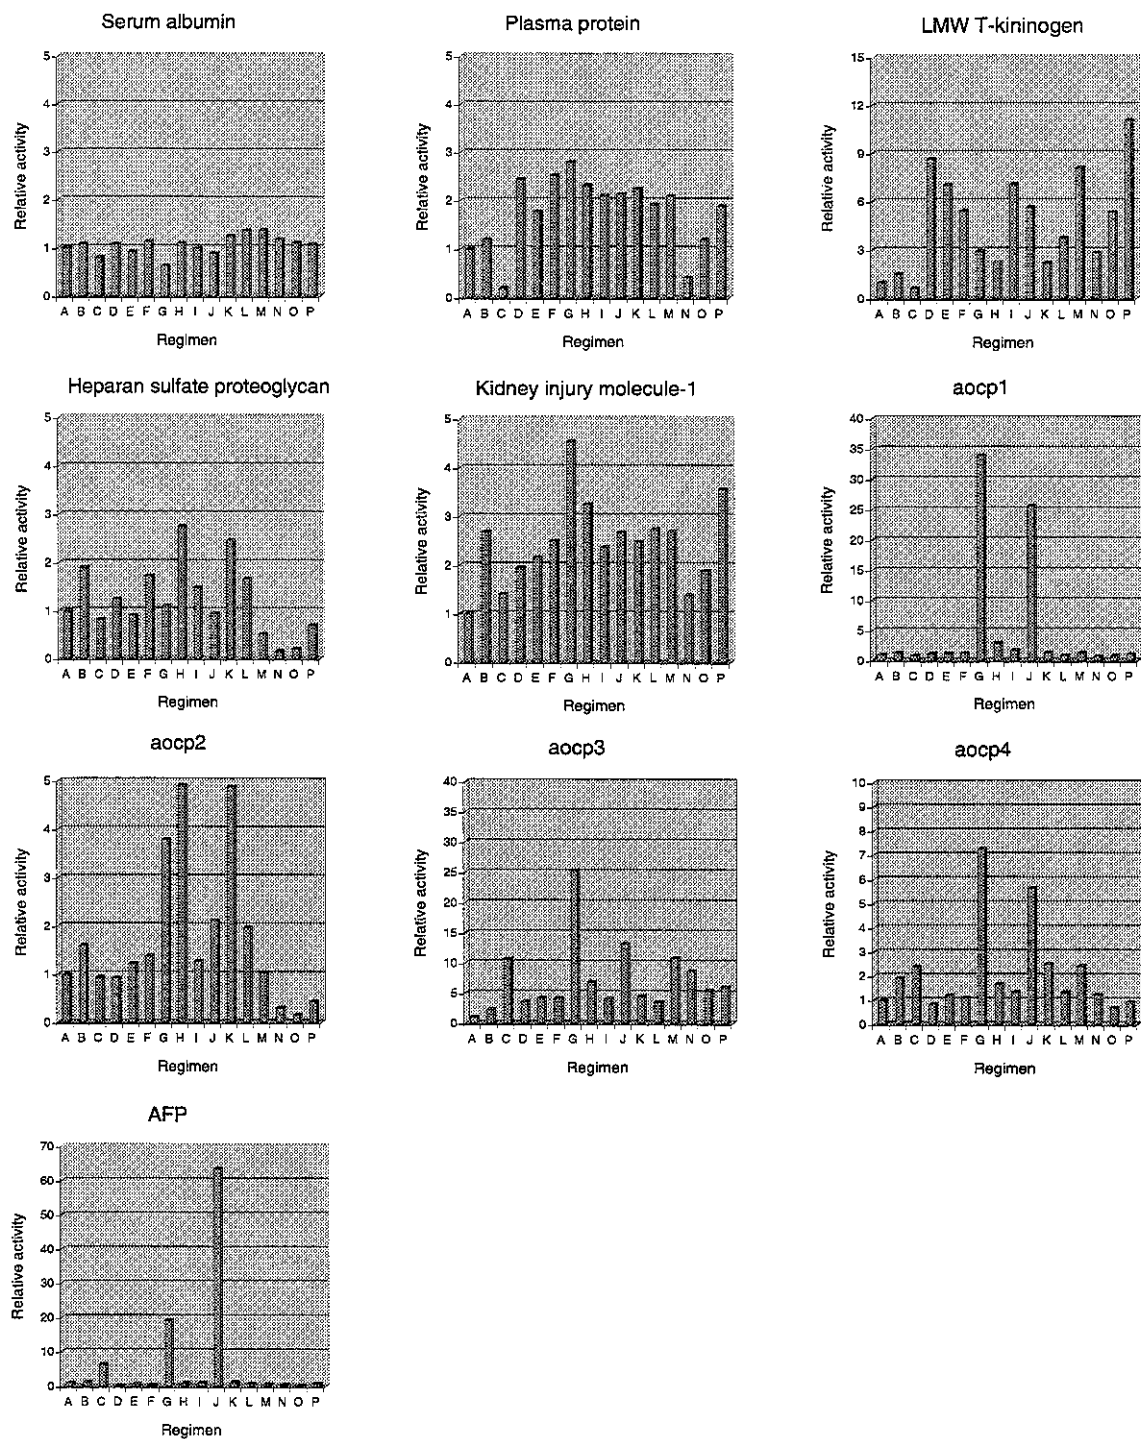 Serum albumin
Plasma protein
LMW T-kininogen
Relative activity
5
4
3
2
1
0
A B C D E F G H I J K L M N O P
Regimen
Relative activity
5
4
3
2
1
0
A B C D E F G H I J K L M N O P
Regimen
Relative activity
15
12
9
6
3
0
A B C D E F G H I J K L M N O P
Regimen
Heparan sulfate proteoglycan
Kidney injury molecule-1
aocp1
Relative activity
5
4
3
2
1
0
A B C D E F G H I J K L M N O P
Regimen
Relative activity
5
4
3
2
1
0
A B C D E F G H I J K L M N O P
Regimen
Relative activity
40
35
30
25
20
15
10
5
0
A B C D E F G H I J K L M N O P
Regimen
aocp2
aocp3
aocp4
Relative activity
5
4
3
2
1
0
A B C D E F G H I J K L M N O P
Regimen
Relative activity
40
35
30
25
20
15
10
5
0
A B C D E F G H I J K L M N O P
Regimen
Relative activity
10
9
8
7
6
5
4
3
2
1
0
A B C D E F G H I J K L M N O P
Regimen
AFP
Relative activity
70
60
50
40
30
20
10
0
A B C D E F G H I J K L M N O P
Regimen